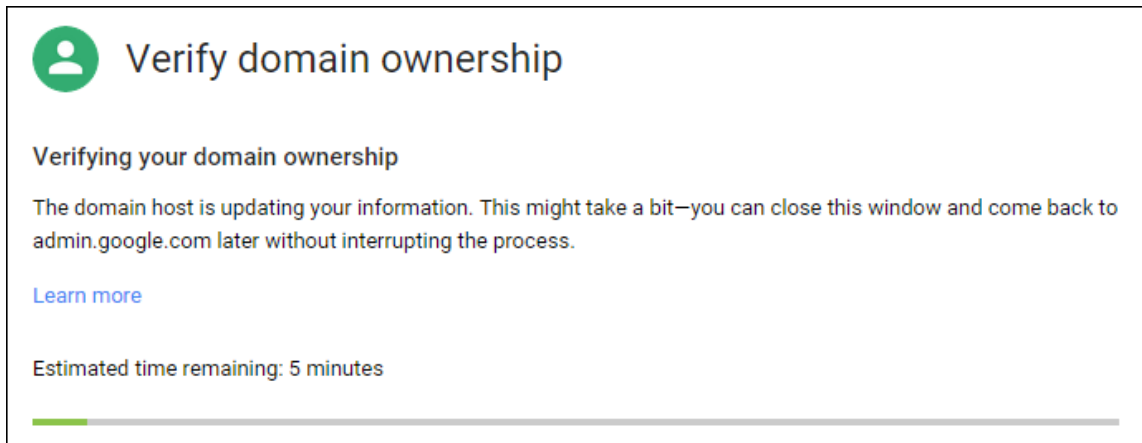 Verify domain ownership
Verifying your domain ownership
The domain host is updating your information. This might take a bit—you can close this window and come back to
admin.google.com later without interrupting the process.
Learn more
Estimated time remaining: 5 minutes